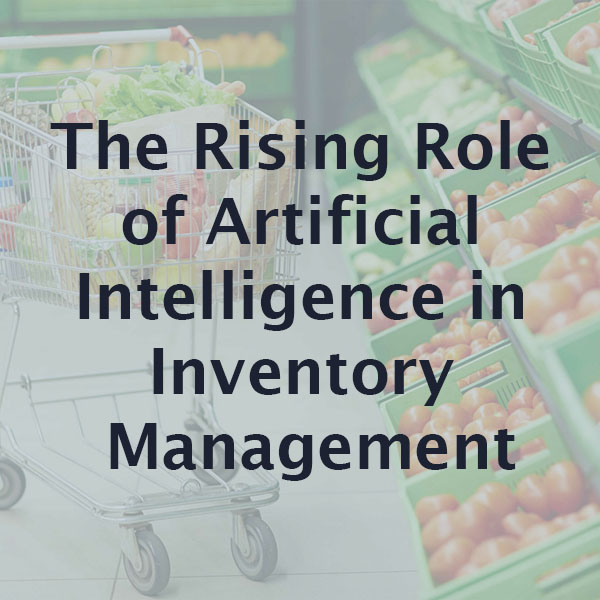 The Rising Role
of Artificial
Intelligence in
Inventory
Management